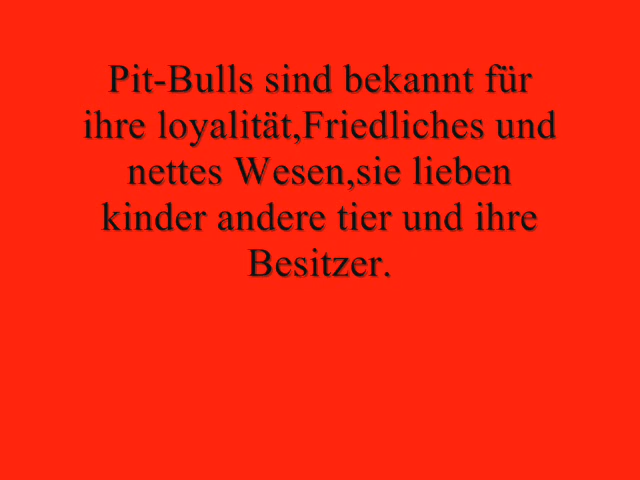 Pit-Bulls sind bekannt für
ihre loyalität,Friedliches und
nettes Wesen,sie lieben
kinder andere tier und ihre
Besitzer.